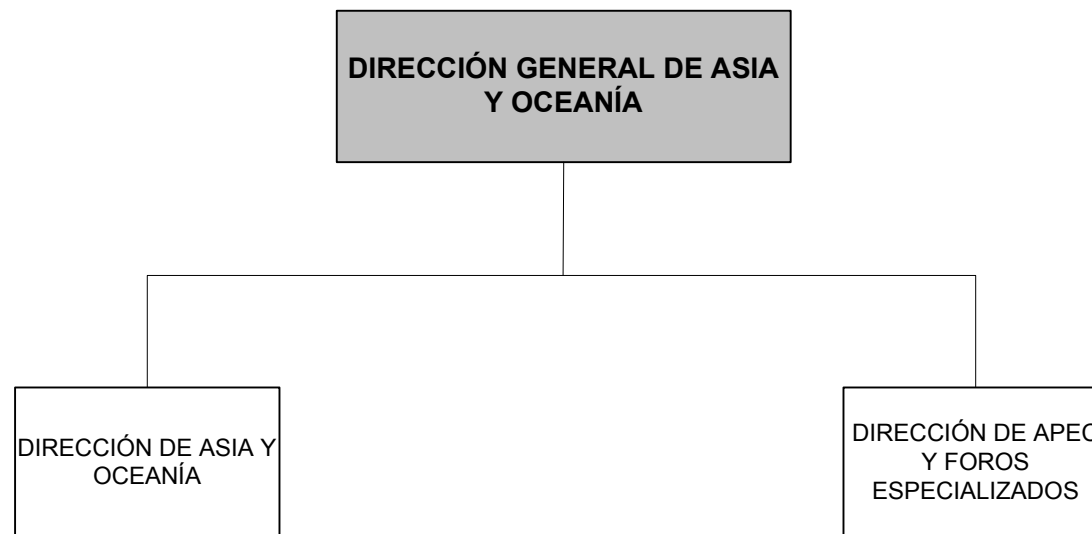 DIRECCIÓN GENERAL DE ASIA
Y OCEANÍA
DIRECCIÓN DE ASIA Y
OCEANÍA
DIRECCIÓN DE APEC
Y FOROS
ESPECIALIZADOS